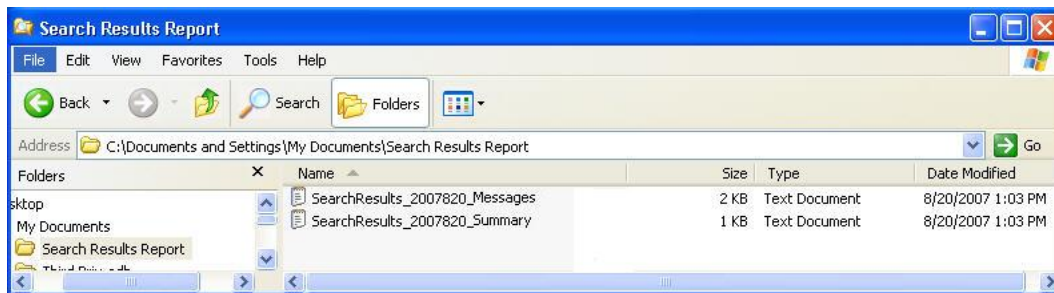 Search Results Report
File Edit View Favorites Tools Help
Back Search Folders
Address C:\Documents and Settings\My Documents\Search Results Report Go
Folders X Name Size Type Date Modified
sktop
SearchResults_2007820_Messages 2 KB Text Document 8/20/2007 1:03 PM
My Documents
SearchResults_2007820_Summary 1 KB Text Document 8/20/2007 1:03 PM
Search Results Report